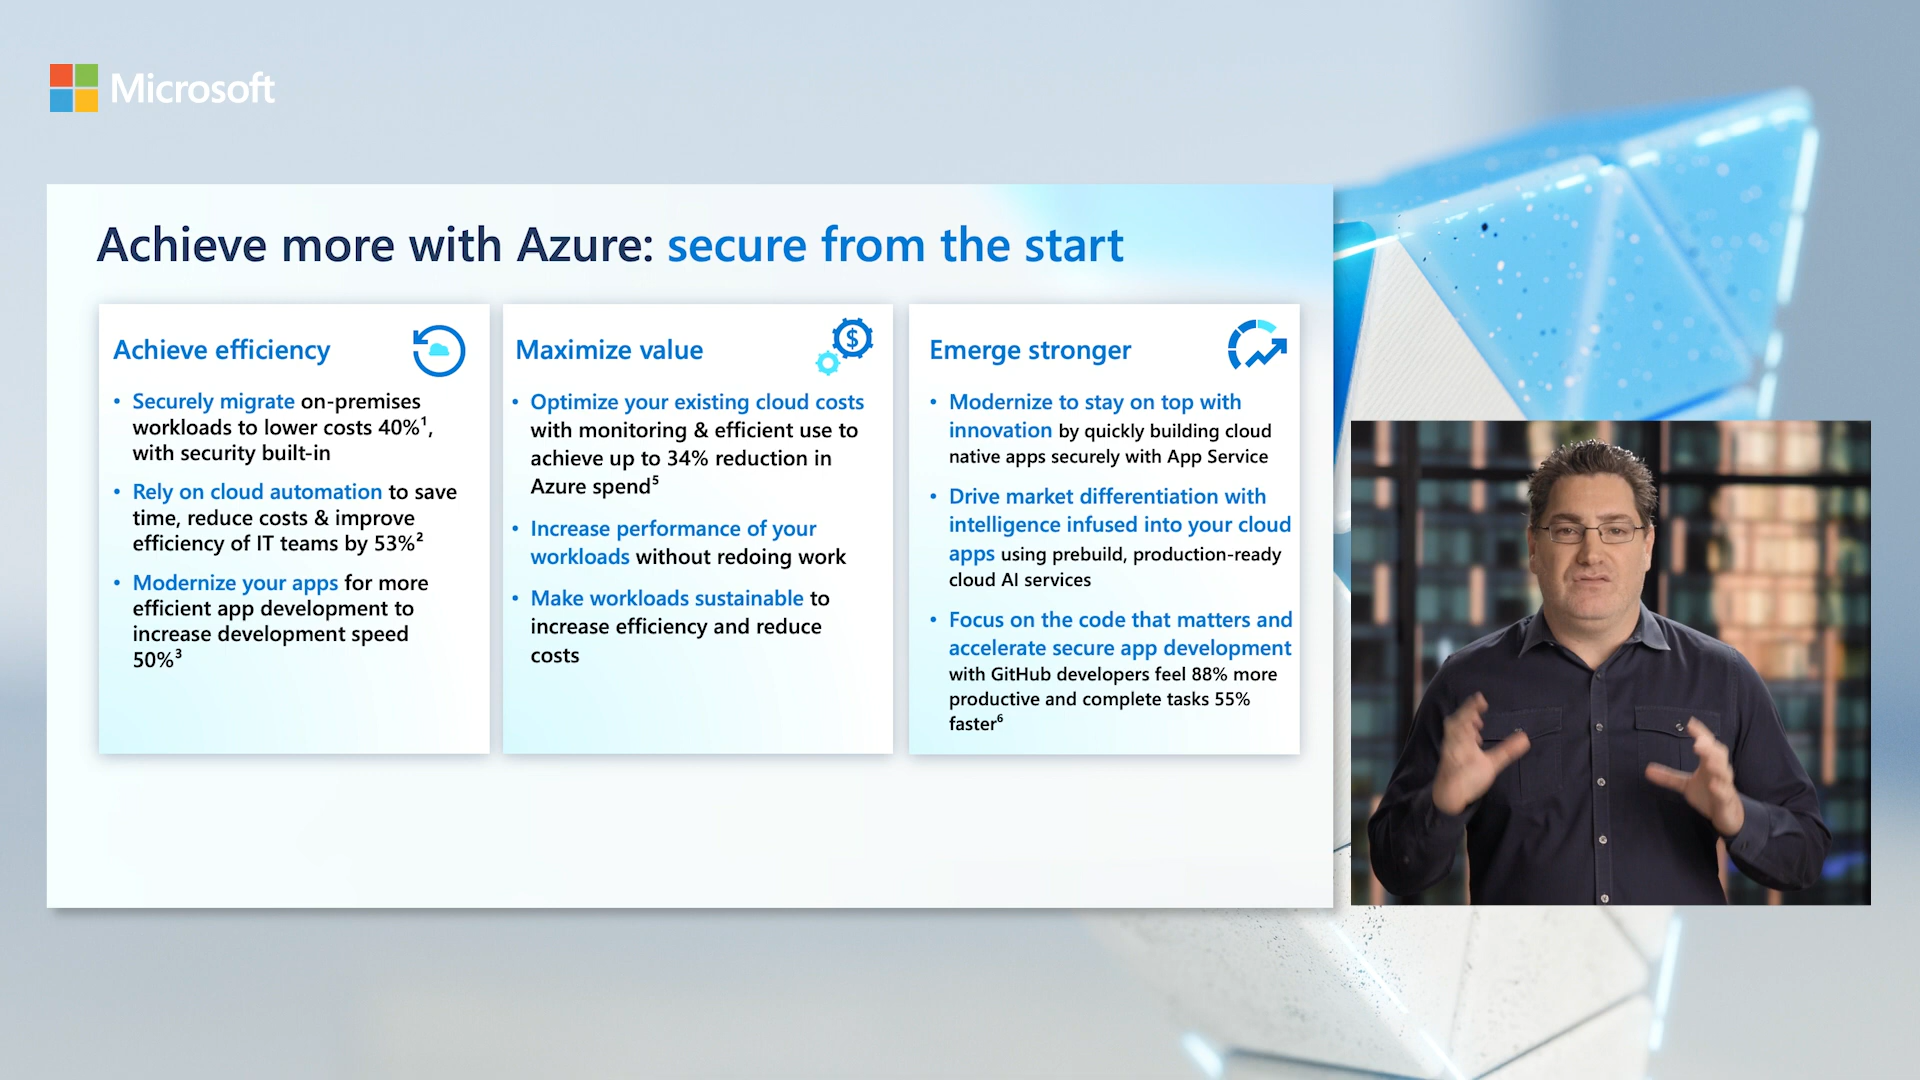 Microsoft
Achieve more with Azure: secure from the start
Achieve efficiency
• Securely migrate on-premises
workloads to lower costs 40%¹,
with security built-in
• Rely on cloud automation to save
time, reduce costs & improve
efficiency of IT teams by 53%²
• Modernize your apps for more
efficient app development to
increase development speed
50%³
Maximize value
$
• Optimize your existing cloud costs
with monitoring & efficient use to
achieve up to 34% reduction in
Azure spend⁵
• Increase performance of your
workloads without redoing work
• Make workloads sustainable to
increase efficiency and reduce
costs
Emerge stronger
• Modernize to stay on top with
innovation by quickly building cloud
native apps securely with App Service
• Drive market differentiation with
intelligence infused into your cloud
apps using prebuild, production-ready
cloud AI services
• Focus on the code that matters and
accelerate secure app development
with GitHub developers feel 88% more
productive and complete tasks 55%
faster⁶